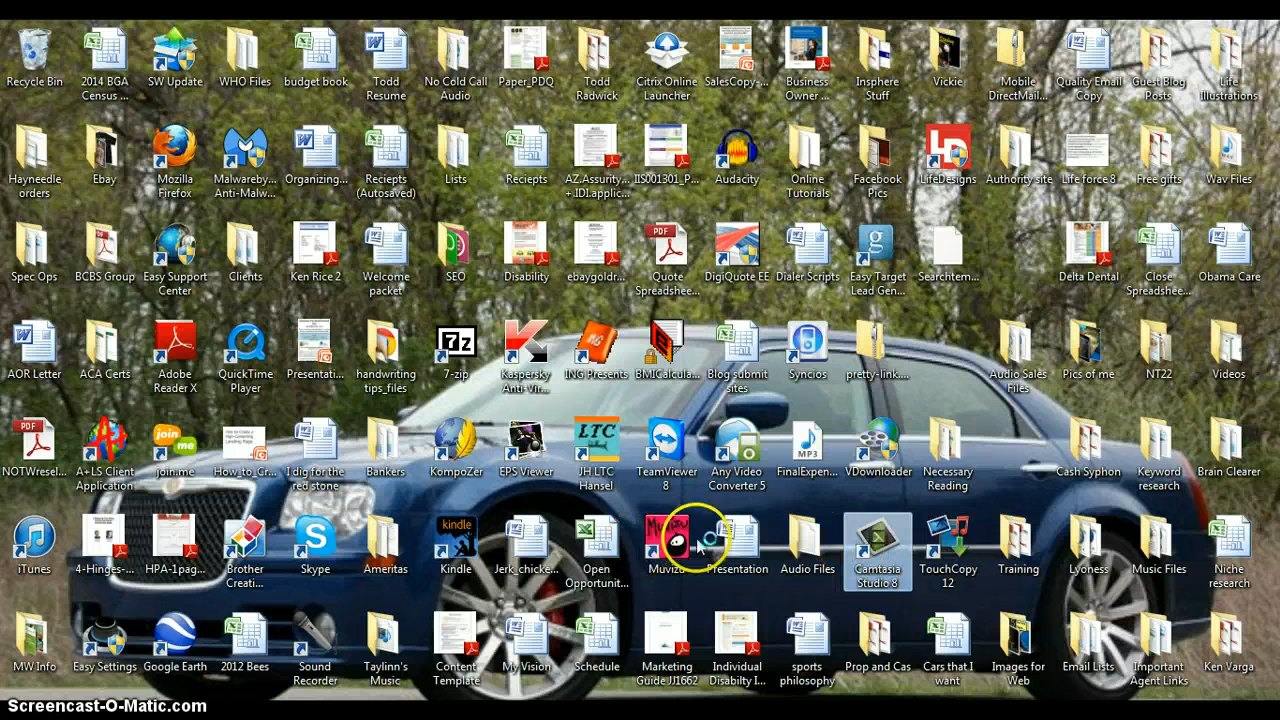 Recycle Bin
2014 BGA Census ...
SW Update
WHO Files
budget book
Todd Resume
No Cold Call Audio
Paper_PDQ
Todd Radwick
Citrix Online Launcher
SalesCopy-...
Business Owner ...
Insphere Stuff
Vickie
Mobile DirectMail...
Quality Email Copy
Guest Blog Posts
Life Illustrations
Hayneedle orders
Ebay
Mozilla Firefox
Malwareby... Anti-Malw...
Organizing...
Reciepts (Autosaved)
Lists
Reciepts
AZ.Assurity... +.IDI.applic...
IIS001301_P...
Audacity
Online Tutorials
Facebook Pics
LifeDesigns
Authority site
Life force 8
Free gifts
Wav Files
Spec Ops
BCBS Group
Easy Support Center
Clients
Ken Rice 2
Welcome packet
SEO
Disability
ebaygoldr...
PDF
Quote Spreadshee...
DigiQuote EE
Dialer Scripts
Easy Target Lead Gen...
Searchtem...
Delta Dental
Close Spreadshee...
Obama Care
AOR Letter
ACA Certs
Adobe Reader X
QuickTime Player
Presentati...
handwriting tips_files
7z
7-zip
Kaspersky Anti-Vir...
ING Presents
BMICalcula...
Blog submit sites
Syncios
pretty-link....
Audio Sales Files
Pics of me
NT22
Videos
PDF
NOTWresel...
A+LS Client Application
join me
join.me
How_to_Cr...
I dig for the red stone
Bankers
KompoZer
EPS Viewer
LTC
JH LTC Hansel
TeamViewer 8
Any Video Converter 5
MP3
FinalExpen...
VDownloader
Necessary Reading
Cash Syphon
Keyword research
Brain Clearer
iTunes
4-Hinges-...
HPA-1pag...
Brother Creati...
Skype
Ameritas
kindle
Kindle
Jerk_chicke...
Open Opportunit...
Muvizu
Muvizu
Presentation
Audio Files
Camtasia Studio 8
TouchCopy 12
Training
Lyoness
Music Files
Niche research
MW Info
Easy Settings
Google Earth
2012 Bees
Sound Recorder
Taylinn's Music
Content Template
My Vision
Schedule
Marketing Guide JJ1662
Individual Disabilty I...
sports philosophy
Prop and Cas
Cars that I want
Images for Web
Email Lists
Important Agent Links
Ken Varga
Screencast-O-Matic.com